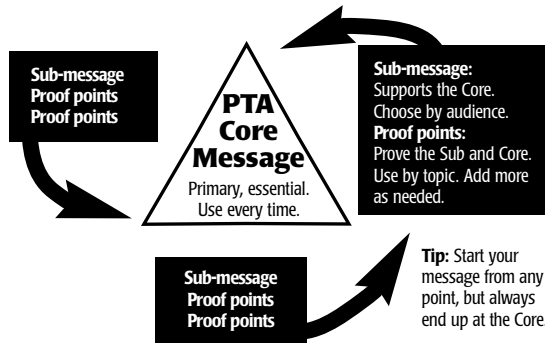 Sub-message
Proof points
Proof points
PTA
Core
Message
Primary, essential.
Use every time.
Sub-message:
Supports the Core.
Choose by audience.
Proof points:
Prove the Sub and Core.
Use by topic. Add more
as needed.
Sub-message
Proof points
Proof points
Tip: Start your
message from any
point, but always
end up at the Core